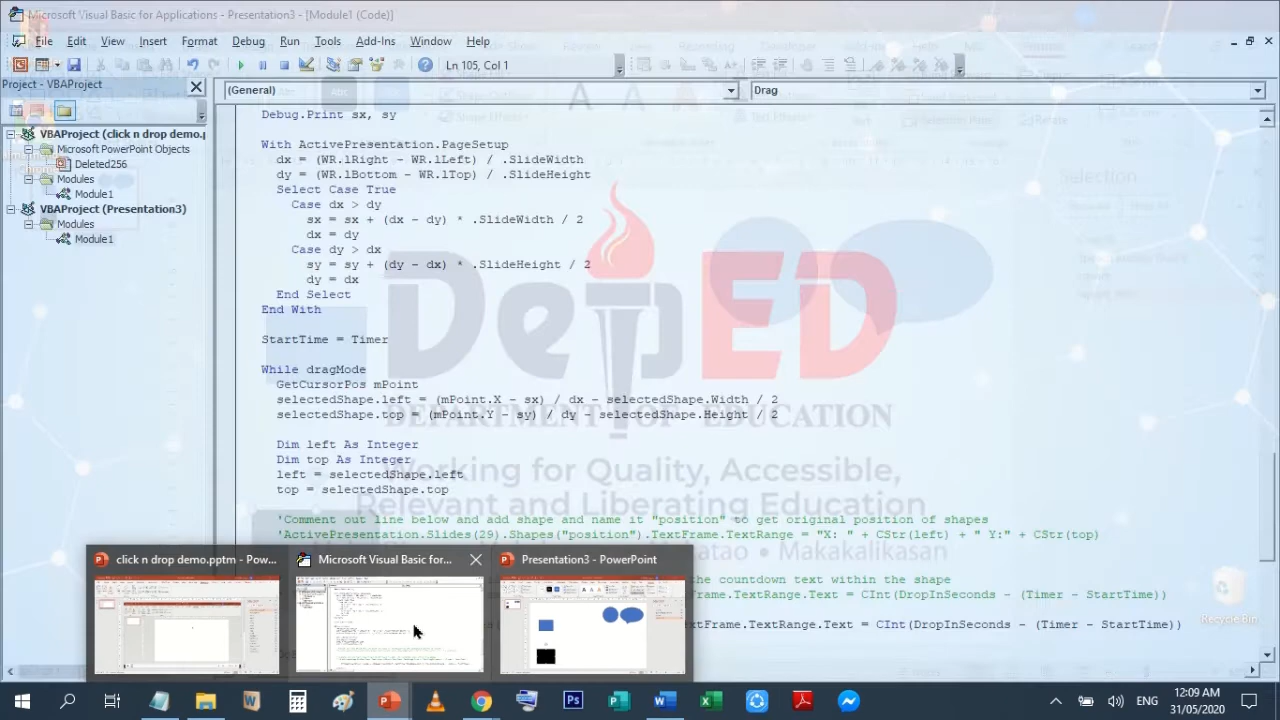 Microsoft Visual Basic for Applications - Presentation3 - [Module1 (Code)]
File Edit View Insert Format Debug Run Tools Add-Ins Window Help
Ln 105, Col 1
Project - VBAProject
(General) Drag
VBAProject (click n drop demo.p
Microsoft PowerPoint Objects
Deleted256
Modules
Module1
VBAProject (Presentation3)
Modules
Module1
Debug.Print sx, sy
With ActivePresentation.PageSetup
dx = (WR.lRight - WR.lLeft) / .SlideWidth
dy = (WR.lBottom - WR.lTop) / .SlideHeight
Select Case True
Case dx > dy
sx = sx + (dx - dy) * .SlideWidth / 2
dx = dy
Case dy > dx
sy = sy + (dy - dx) * .SlideHeight / 2
dy = dx
End Select
End With
StartTime = Timer
While dragMode
GetCursorPos mPoint
selectedShape.left = (mPoint.X - sx) / dx - selectedShape.Width / 2
selectedShape.top = (mPoint.Y - sy) / dy - selectedShape.Height / 2
Dim left As Integer
Dim top As Integer
left = selectedShape.left
top = selectedShape.top
'Comment out line below and add shape and name it "position" to get original position of shapes
'ActivePresentation.Slides(29).Shapes("position").TextFrame.TextRange = "X: " + CStr(left) + " Y:" + CStr(top)
the countdown text within the shape
Frame.TextRange.Text = CInt(DropInSeconds - (Timer - StartTime))
extFrame.TextRange.Text = CInt(DropInSeconds - (Timer - StartTime))
DepED
DEPARTMENT OF EDUCATION
Working for Quality, Accessible,
Relevant and Liberating Education
click n drop demo.pptm - Pow...
Microsoft Visual Basic for...
Presentation3 - PowerPoint
ENG
12:09 AM
31/05/2020